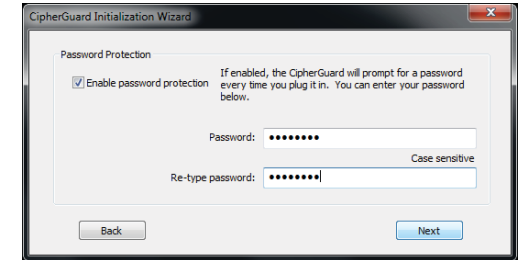 CipherGuard Initialization Wizard
Password Protection
Enable password protection
If enabled, the CipherGuard will prompt for a password
every time you plug it in. You can enter your password
below.
Password: ••••••••
Case sensitive
Re-type password: ••••••••
Back
Next